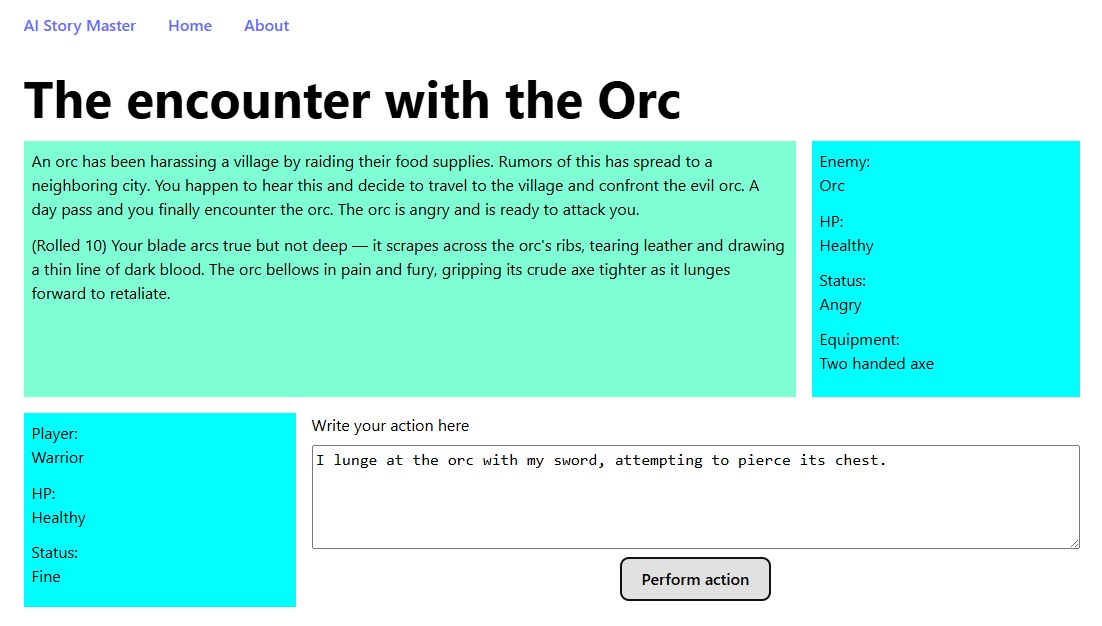 AI Story Master Home About
The encounter with the Orc
An orc has been harassing a village by raiding their food supplies. Rumors of this has spread to a
neighboring city. You happen to hear this and decide to travel to the village and confront the evil orc. A
day pass and you finally encounter the orc. The orc is angry and is ready to attack you.
(Rolled 10) Your blade arcs true but not deep — it scrapes across the orc's ribs, tearing leather and drawing
a thin line of dark blood. The orc bellows in pain and fury, gripping its crude axe tighter as it lunges
forward to retaliate.
Enemy:
Orc
HP:
Healthy
Status:
Angry
Equipment:
Two handed axe
Player:
Warrior
HP:
Healthy
Status:
Fine
Write your action here
I lunge at the orc with my sword, attempting to pierce its chest.
Perform action